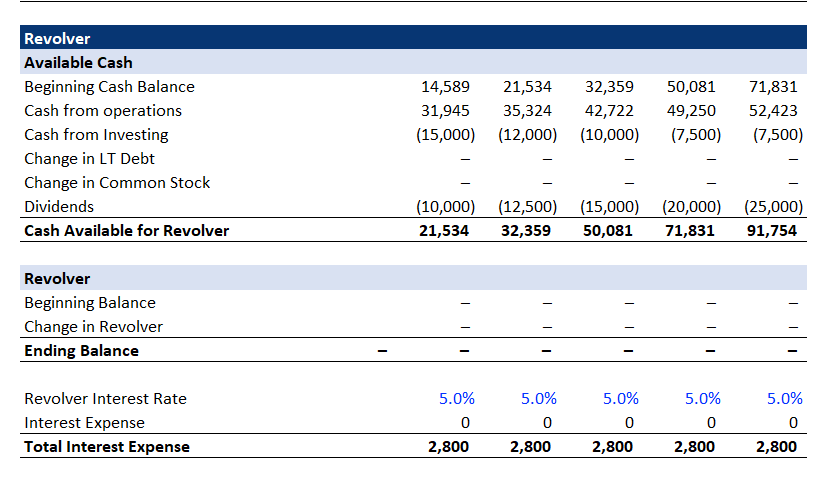 Revolver
Available Cash
Beginning Cash Balance 14,589 21,534 32,359 50,081 71,831
Cash from operations 31,945 35,324 42,722 49,250 52,423
Cash from Investing (15,000) (12,000) (10,000) (7,500) (7,500)
Change in LT Debt – – – – –
Change in Common Stock – – – – –
Dividends (10,000) (12,500) (15,000) (20,000) (25,000)
Cash Available for Revolver 21,534 32,359 50,081 71,831 91,754
Revolver
Beginning Balance – – – – –
Change in Revolver – – – – –
Ending Balance – – – – – –
Revolver Interest Rate 5.0% 5.0% 5.0% 5.0% 5.0%
Interest Expense 0 0 0 0 0
Total Interest Expense 2,800 2,800 2,800 2,800 2,800